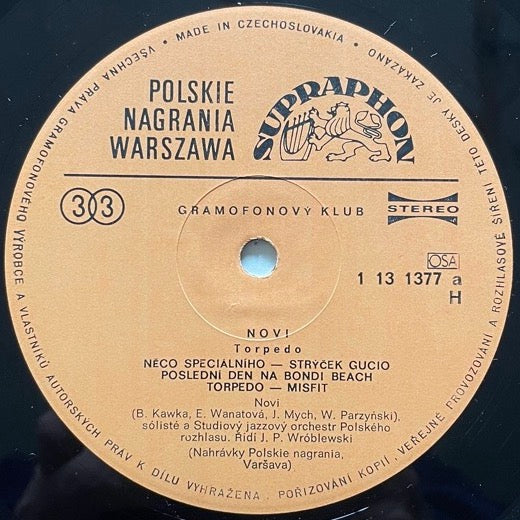 • MADE IN CZECHOSLOVAKIA •
VŠECHNA PRÁVA GRAMOFONOVÉHO VÝROBCE A VLASTNÍKŮ AUTORSKÝCH PRÁV K DÍLU VYHRAŽENA. POŘIZOVÁNÍ KOPIÍ, VEŘEJNÉ PROVOZOVÁNÍ A ROZHLASOVÉ ŠÍŘENÍ TÉTO DESKY JE ZAKÁZÁNO
POLSKIE
NAGRANIA
WARSZAWA
SUPRAPHON
33
GRAMOFONOVÝ KLUB
STEREO
OSA
1 13 1377 a
H
NOVI
Torpedo
NĚCO SPECIÁLNÍHO — STRÝČEK GUCIO
POSLEDNÍ DEN NA BONDI BEACH
TORPEDO — MISFIT
Novi
(B. Kawka, E. Wanatová, J. Mych, W. Parzyński),
sólisté a Studiový jazzový orchestr Polského
rozhlasu. Řídí J. P. Wróblewski
(Nahrávky Polskie nagrania,
Varšava)